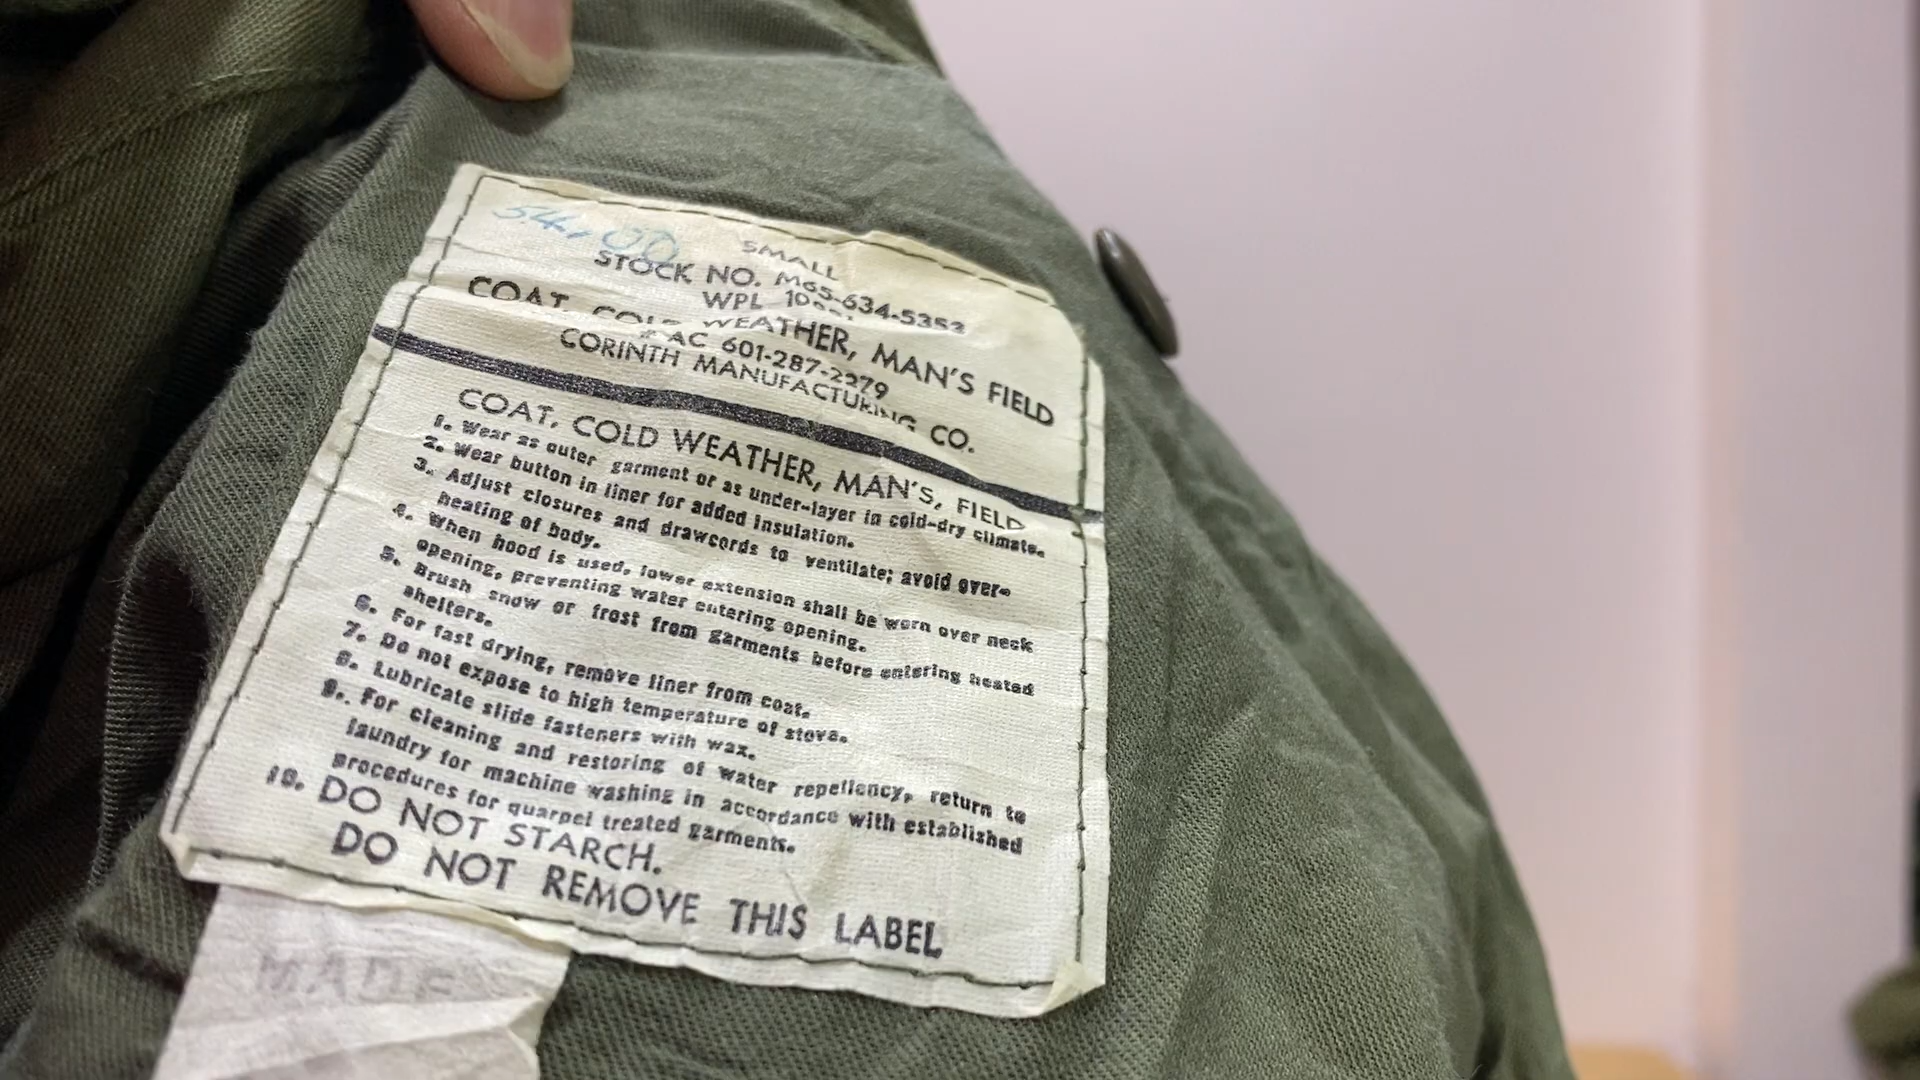 54.00
SMALL
STOCK NO. M65-634-5353
WPL
COAT, COLD WEATHER, MAN'S FIELD
AC 601-287-2279
CORINTH MANUFACTURING CO.
COAT, COLD WEATHER, MAN'S, FIELD
1. Wear as outer garment or as under-layer in cold-dry climate.
2. Wear button in liner for added insulation.
3. Adjust closures and drawcords to ventilate; avoid over-
heating of body.
4. When hood is used, lower extension shall be worn over neck
opening, preventing water entering opening.
5. Brush snow or frost from garments before entering heated
shelters.
6. For fast drying, remove liner from coat.
7. Do not expose to high temperature of stove.
8. Lubricate slide fasteners with wax.
9. For cleaning and restoring of water repellency, return to
laundry for machine washing in accordance with established
procedures for quarpel treated garments.
10. DO NOT STARCH.
DO NOT REMOVE THIS LABEL
MADE